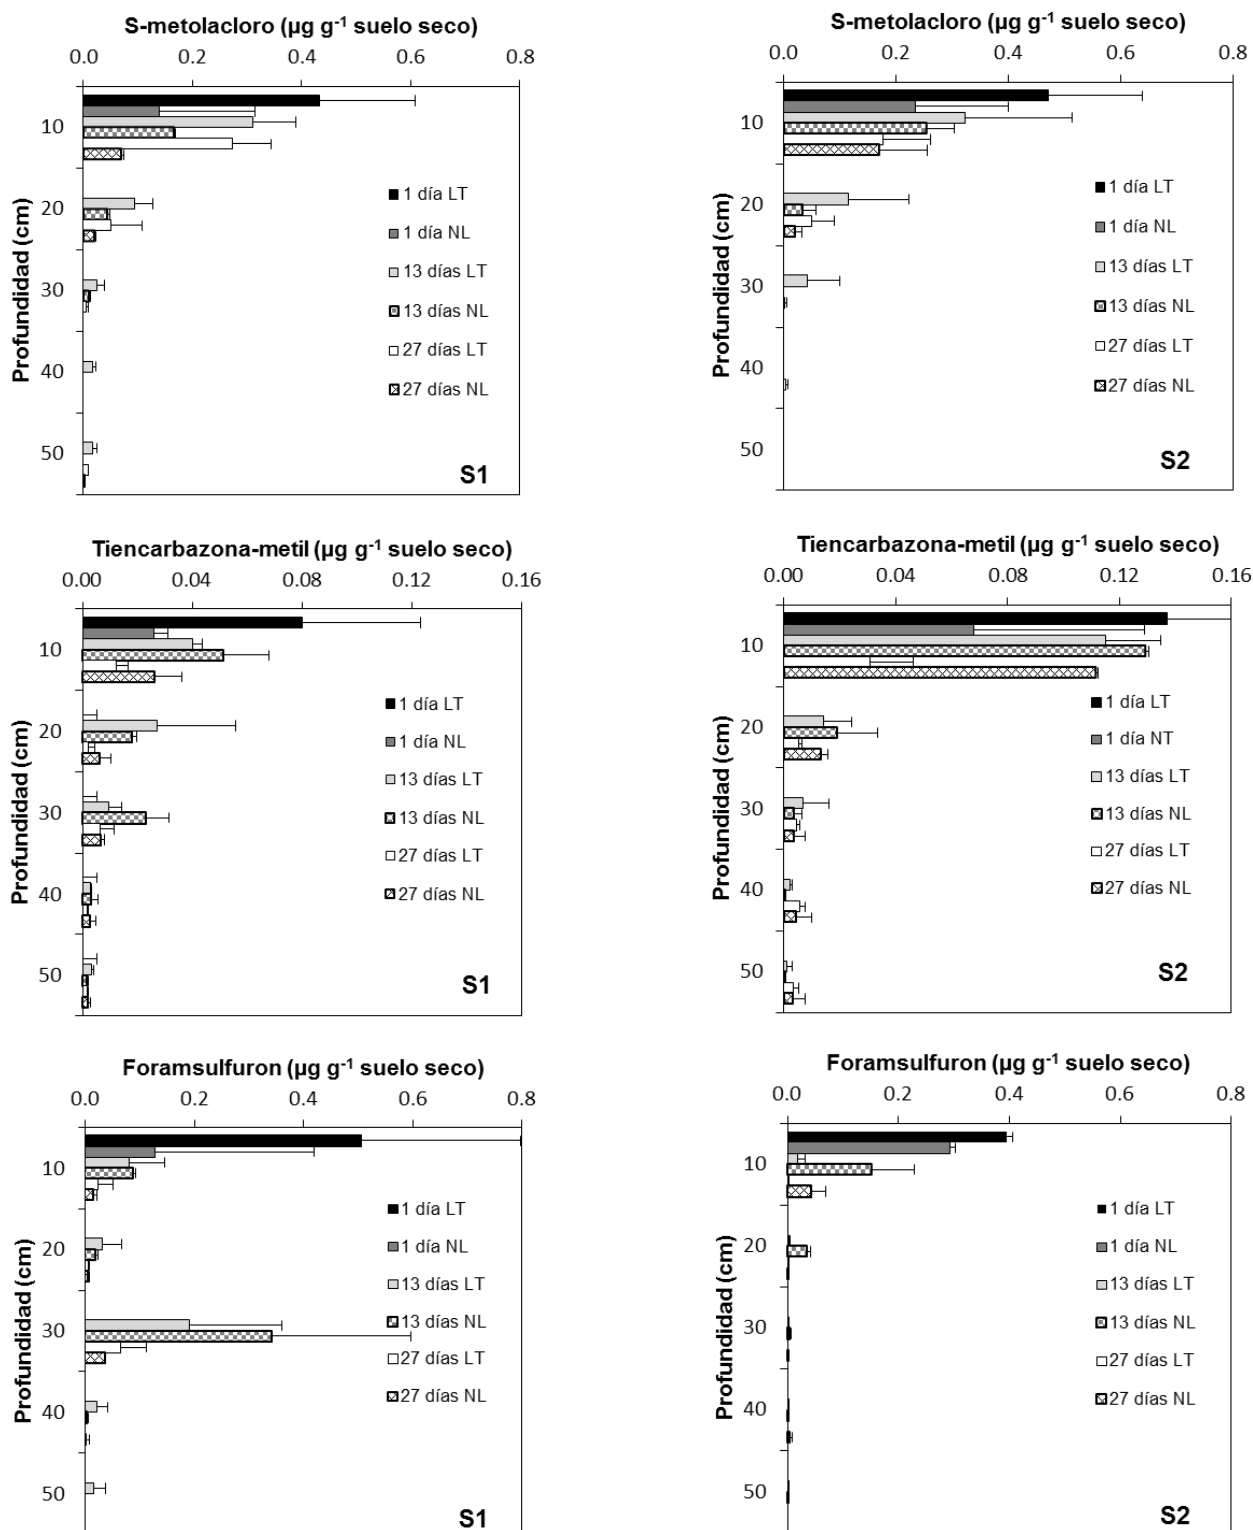 S-metolacloro (µg g⁻¹ suelo seco)
0.0 0.2 0.4 0.6 0.8
Profundidad (cm)
10
20
30
40
50
1 día LT
1 día NL
13 días LT
13 días NL
27 días LT
27 días NL
S1
S-metolacloro (µg g⁻¹ suelo seco)
0.0 0.2 0.4 0.6 0.8
Profundidad (cm)
10
20
30
40
50
1 día LT
1 día NL
13 días LT
13 días NL
27 días LT
27 días NL
S2
Tiencarbazona-metil (µg g⁻¹ suelo seco)
0.00 0.04 0.08 0.12 0.16
Profundidad (cm)
10
20
30
40
50
1 día LT
1 día NL
13 días LT
13 días NL
27 días LT
27 días NL
S1
Tiencarbazona-metil (µg g⁻¹ suelo seco)
0.00 0.04 0.08 0.12 0.16
Profundidad (cm)
10
20
30
40
50
1 día LT
1 día NT
13 días LT
13 días NL
27 días LT
27 días NL
S2
Foramsulfuron (µg g⁻¹ suelo seco)
0.0 0.2 0.4 0.6 0.8
Profundidad (cm)
10
20
30
40
50
1 día LT
1 día NL
13 días LT
13 días NL
27 días LT
27 días NL
S1
Foramsulfuron (µg g⁻¹ suelo seco)
0.0 0.2 0.4 0.6 0.8
Profundidad (cm)
10
20
30
40
50
1 día LT
1 día NL
13 días LT
13 días NL
27 días LT
27 días NL
S2